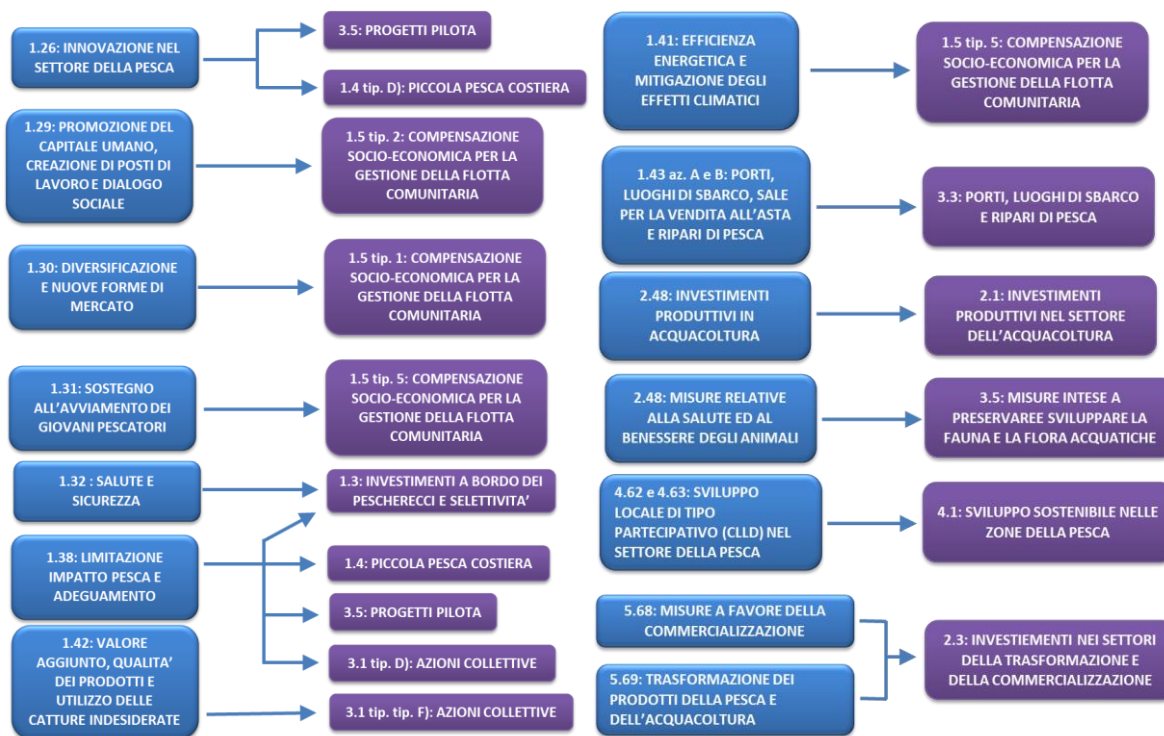 1.26: INNOVAZIONE NEL
SETTORE DELLA PESCA
3.5: PROGETTI PILOTA
1.4 tip. D): PICCOLA PESCA COSTIERA
1.29: PROMOZIONE DEL
CAPITALE UMANO,
CREAZIONE DI POSTI DI
LAVORO E DIALOGO
SOCIALE
1.5 tip. 2: COMPENSAZIONE
SOCIO-ECONOMICA PER LA
GESTIONE DELLA FLOTTA
COMUNITARIA
1.30: DIVERSIFICAZIONE
E NUOVE FORME DI
MERCATO
1.5 tip. 1: COMPENSAZIONE
SOCIO-ECONOMICA PER LA
GESTIONE DELLA FLOTTA
COMUNITARIA
1.31: SOSTEGNO
ALL'AVVIAMENTO DEI
GIOVANI PESCATORI
1.5 tip. 5: COMPENSAZIONE
SOCIO-ECONOMICA PER LA
GESTIONE DELLA FLOTTA
COMUNITARIA
1.32 : SALUTE E
SICUREZZA
1.3: INVESTIMENTI A BORDO DEI
PESCHERECCI E SELETTIVITA'
1.38: LIMITAZIONE
IMPATTO PESCA E
ADEGUAMENTO
1.4: PICCOLA PESCA COSTIERA
3.5: PROGETTI PILOTA
3.1 tip. D): AZIONI COLLETTIVE
1.42: VALORE
AGGIUNTO, QUALITA'
DEI PRODOTTI E
UTILIZZO DELLE
CATTURE INDESIDERATE
3.1 tip. tip. F): AZIONI COLLETTIVE
1.41: EFFICIENZA
ENERGETICA E
MITIGAZIONE DEGLI
EFFETTI CLIMATICI
1.5 tip. 5: COMPENSAZIONE
SOCIO-ECONOMICA PER LA
GESTIONE DELLA FLOTTA
COMUNITARIA
1.43 az. A e B: PORTI,
LUOGHI DI SBARCO, SALE
PER LA VENDITA ALL'ASTA
E RIPARI DI PESCA
3.3: PORTI, LUOGHI DI SBARCO
E RIPARI DI PESCA
2.48: INVESTIMENTI
PRODUTTIVI IN
ACQUACOLTURA
2.1: INVESTIMENTI
PRODUTTIVI NEL SETTORE
DELL'ACQUACOLTURA
2.48: MISURE RELATIVE
ALLA SALUTE ED AL
BENESSERE DEGLI ANIMALI
3.5: MISURE INTESE A
PRESERVAREE SVILUPPARE LA
FAUNA E LA FLORA ACQUATICHE
4.62 e 4.63: SVILUPPO
LOCALE DI TIPO
PARTECIPATIVO (CLLD) NEL
SETTORE DELLA PESCA
4.1: SVILUPPO SOSTENIBILE NELLE
ZONE DELLA PESCA
5.68: MISURE A FAVORE DELLA
COMMERCIALIZZAZIONE
5.69: TRASFORMAZIONE DEI
PRODOTTI DELLA PESCA E
DELL'ACQUACOLTURA
2.3: INVESTIEMENTI NEI SETTORI
DELLA TRASFORMAZIONE E
DELLA COMMERCIALIZZAZIONE